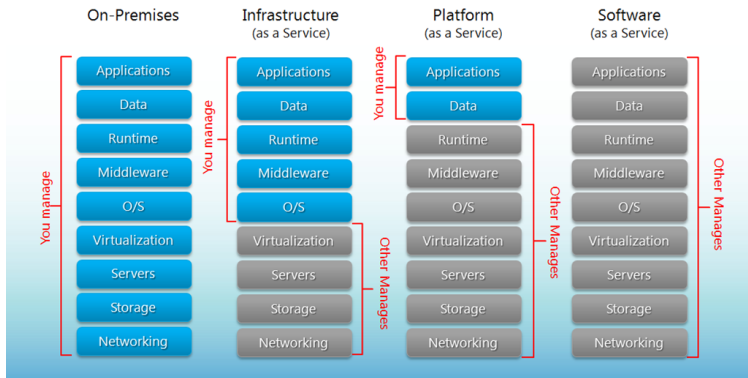 On-Premises
You manage
Applications
Data
Runtime
Middleware
O/S
Virtualization
Servers
Storage
Networking
Infrastructure
(as a Service)
You manage
Applications
Data
Runtime
Middleware
O/S
Virtualization
Servers
Storage
Networking
Other Manages
Platform
(as a Service)
You manage
Applications
Data
Runtime
Middleware
O/S
Virtualization
Servers
Storage
Networking
Other Manages
Software
(as a Service)
Applications
Data
Runtime
Middleware
O/S
Virtualization
Servers
Storage
Networking
Other Manages